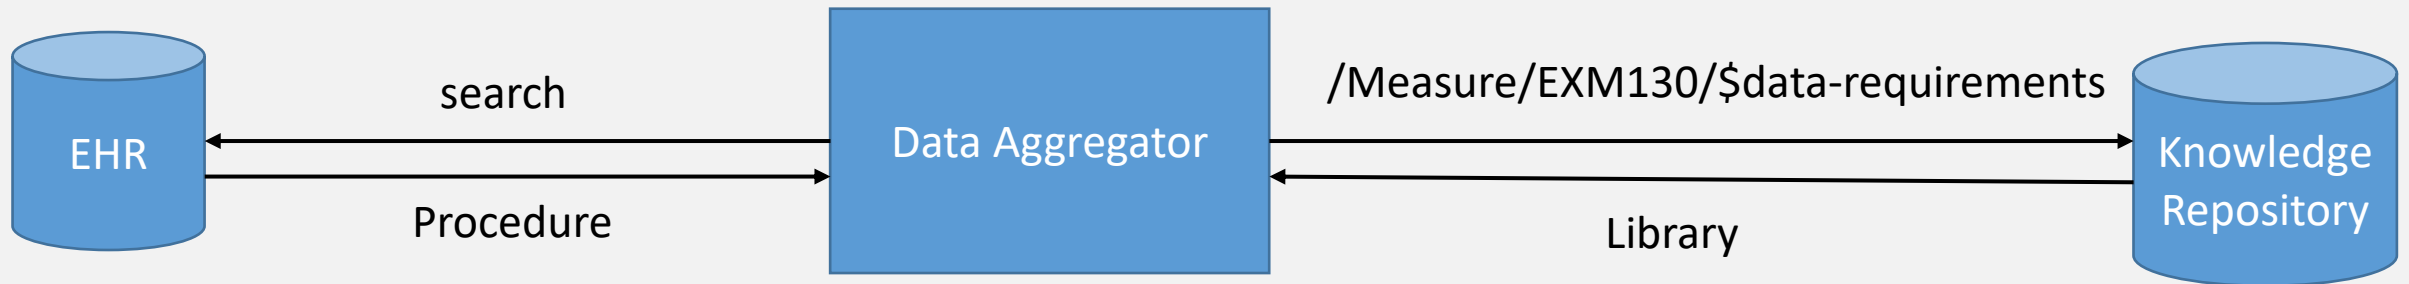 EHR
search
Procedure
Data Aggregator
/Measure/EXM130/$data-requirements
Library
Knowledge
Repository